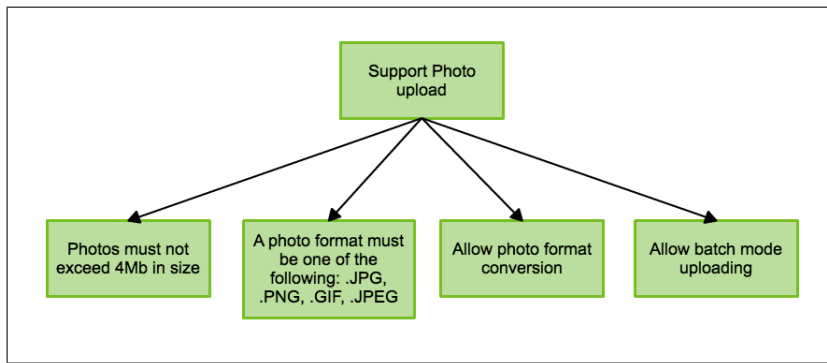 Support Photo
upload
Photos must not
exceed 4Mb in size
A photo format must
be one of the
following: .JPG,
.PNG, .GIF, .JPEG
Allow photo format
conversion
Allow batch mode
uploading